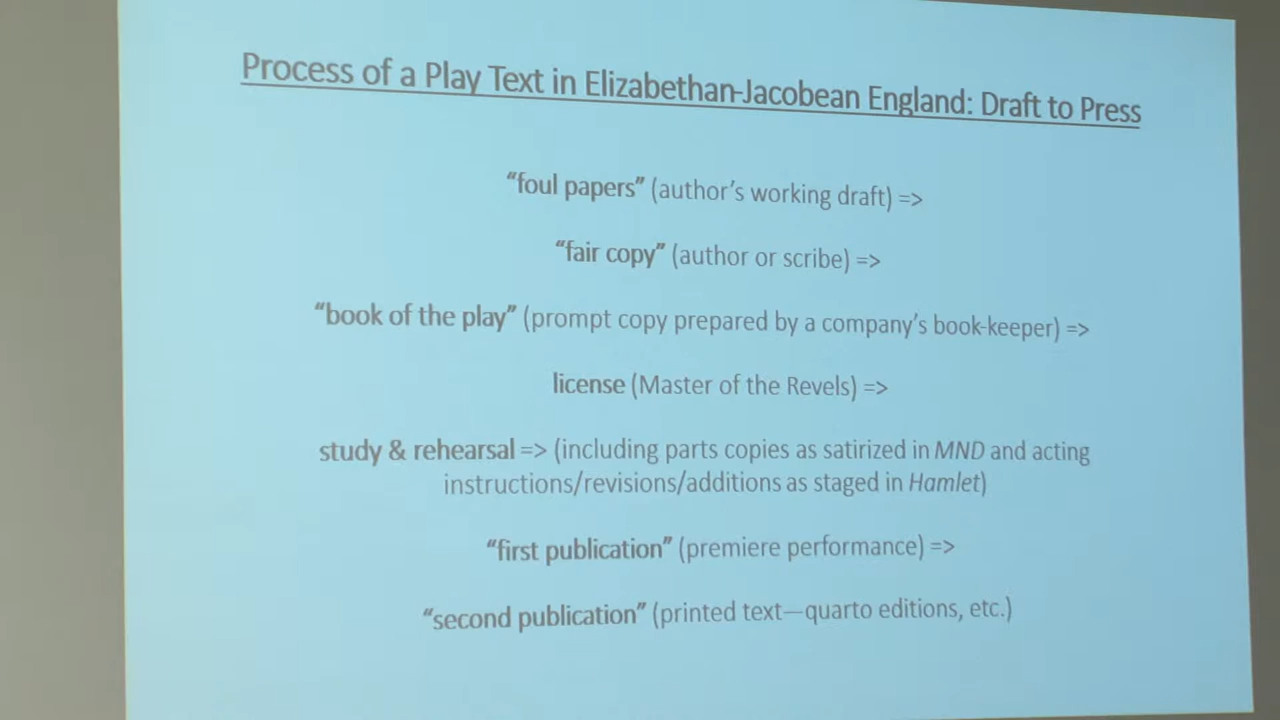 Process of a Play Text in Elizabethan-Jacobean England: Draft to Press
“foul papers” (author’s working draft) =>
“fair copy” (author or scribe) =>
“book of the play” (prompt copy prepared by a company’s book-keeper) =>
license (Master of the Revels) =>
study & rehearsal => (including parts copies as satirized in MND and acting
instructions/revisions/additions as staged in Hamlet)
“first publication” (premiere performance) =>
“second publication” (printed text—quarto editions, etc.)